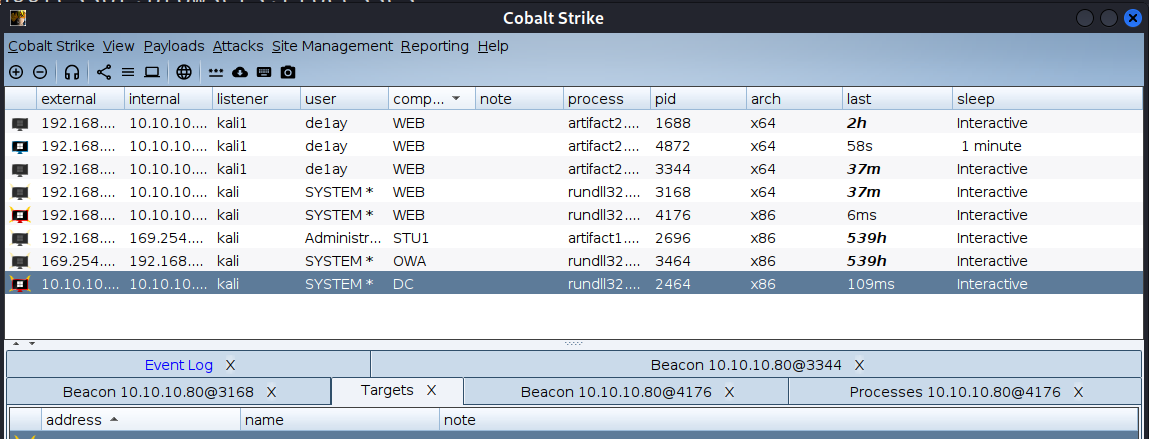 Cobalt Strike
Cobalt Strike View Payloads Attacks Site Management Reporting Help
external internal listener user comp... note process pid arch last sleep
192.168.... 10.10.10.... kali1 de1ay WEB artifact2.... 1688 x64 2h Interactive
192.168.... 10.10.10.... kali1 de1ay WEB artifact2.... 4872 x64 58s 1 minute
192.168.... 10.10.10.... kali1 de1ay WEB artifact2.... 3344 x64 37m Interactive
192.168.... 10.10.10.... kali SYSTEM * WEB rundll32.... 3168 x64 37m Interactive
192.168.... 10.10.10.... kali SYSTEM * WEB rundll32.... 4176 x86 6ms Interactive
192.168.... 169.254.... kali Administr... STU1 artifact1.... 2696 x86 539h Interactive
169.254.... 192.168.... kali SYSTEM * OWA rundll32.... 3464 x86 539h Interactive
10.10.10.... 10.10.10.... kali SYSTEM * DC rundll32.... 2464 x86 109ms Interactive
Event Log X Beacon 10.10.10.80@3344 X
Beacon 10.10.10.80@3168 X Targets X Beacon 10.10.10.80@4176 X Processes 10.10.10.80@4176 X
address name note